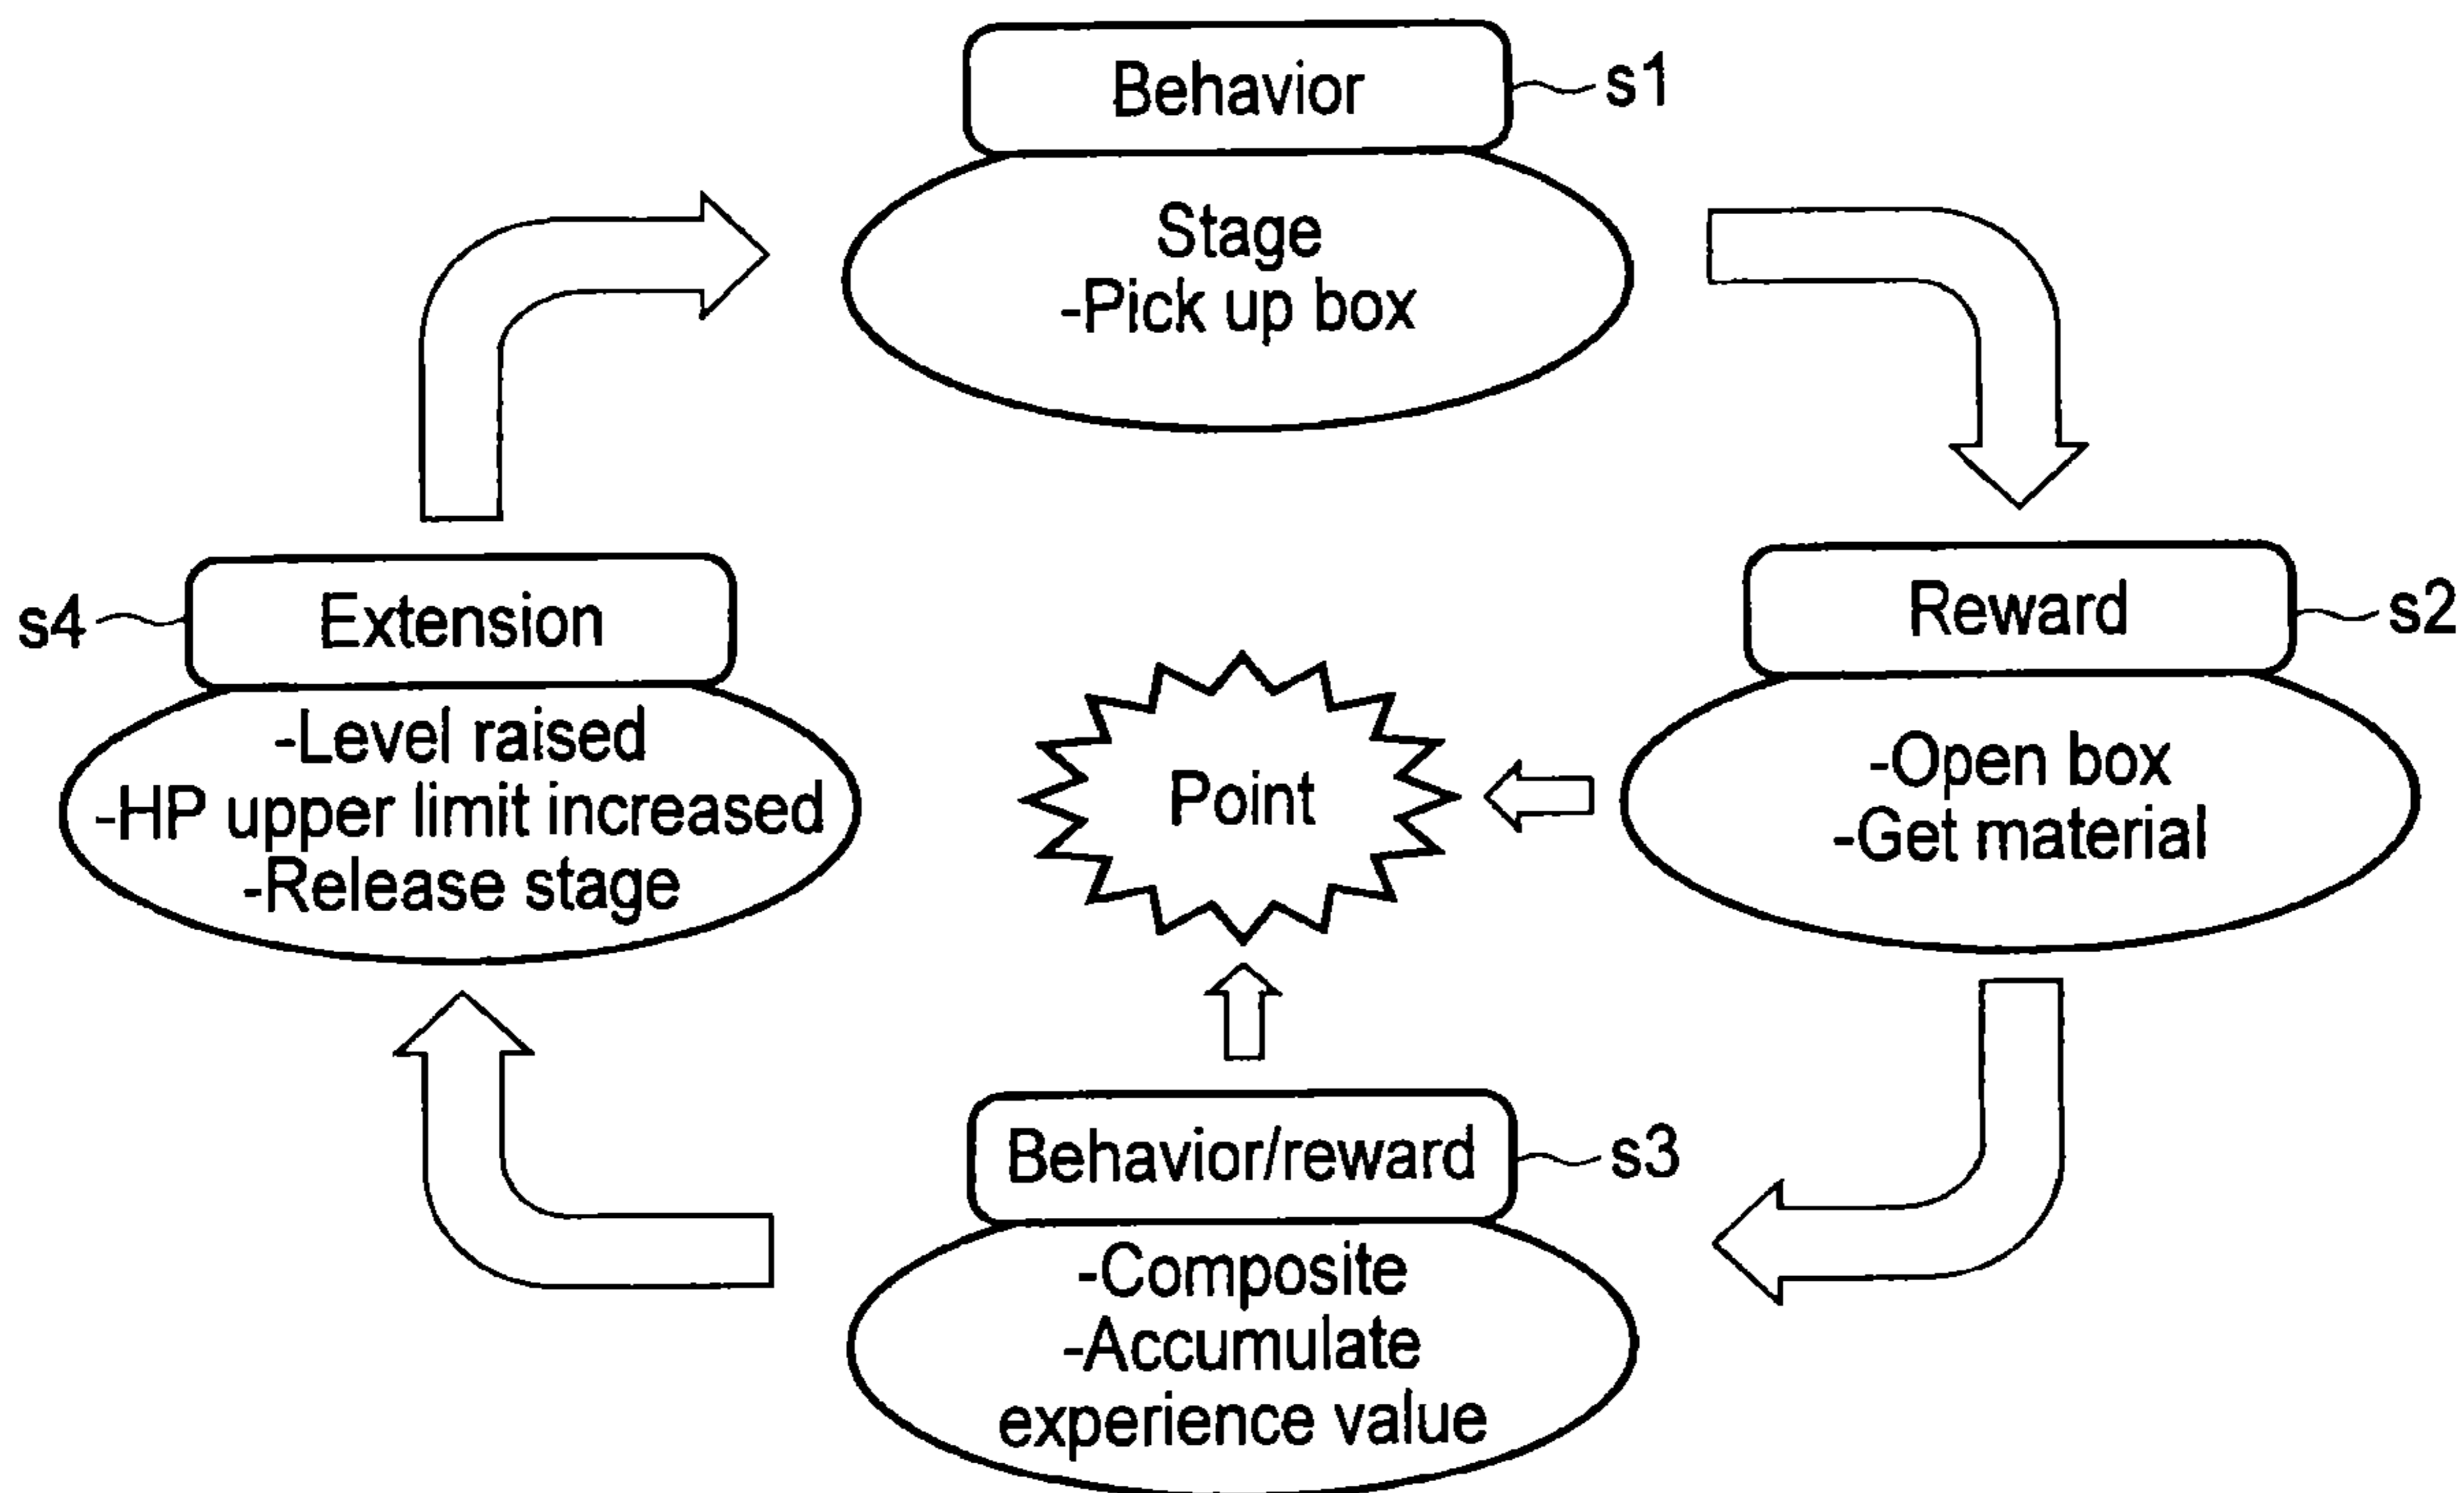 Behavior
s1
Stage
-Pick up box
Reward
s2
-Open box
-Get material
Behavior/reward
s3
-Composite
-Accumulate
experience value
Extension
s4
-Level raised
-HP upper limit increased
-Release stage
Point